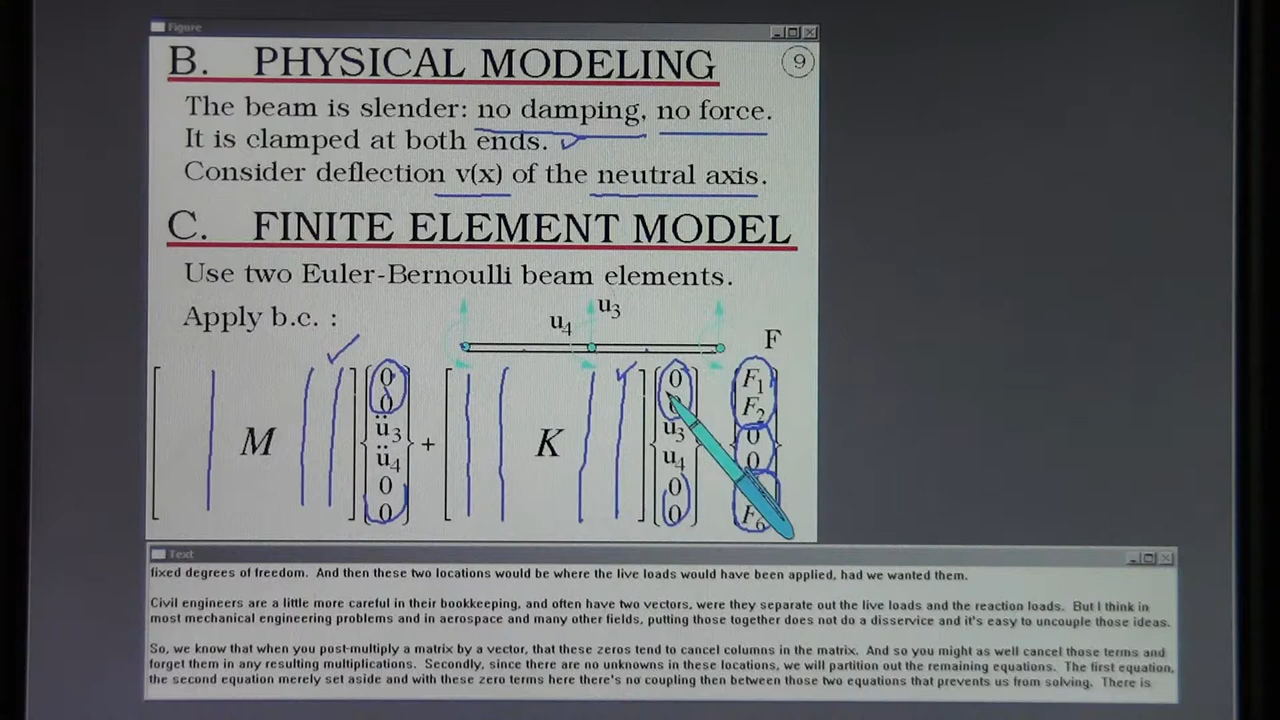 Figure
B. PHYSICAL MODELING
9
The beam is slender: no damping, no force.
It is clamped at both ends.
Consider deflection v(x) of the neutral axis.
C. FINITE ELEMENT MODEL
Use two Euler-Bernoulli beam elements.
Apply b.c. :
u4 u3
F
0 0 F1
0 0 F2
ü3 u3 0
M ü4 + K u4 0
0 0
0 0 F6
Text
fixed degrees of freedom. And then these two locations would be where the live loads would have been applied, had we wanted them.
Civil engineers are a little more careful in their bookkeeping, and often have two vectors, were they separate out the live loads and the reaction loads. But I think in
most mechanical engineering problems and in aerospace and many other fields, putting those together does not do a disservice and it's easy to uncouple those ideas.
So, we know that when you post-multiply a matrix by a vector, that these zeros tend to cancel columns in the matrix. And so you might as well cancel those terms and
forget them in any resulting multiplications. Secondly, since there are no unknowns in these locations, we will partition out the remaining equations. The first equation,
the second equation merely set aside and with these zero terms here there's no coupling then between those two equations that prevents us from solving. There is